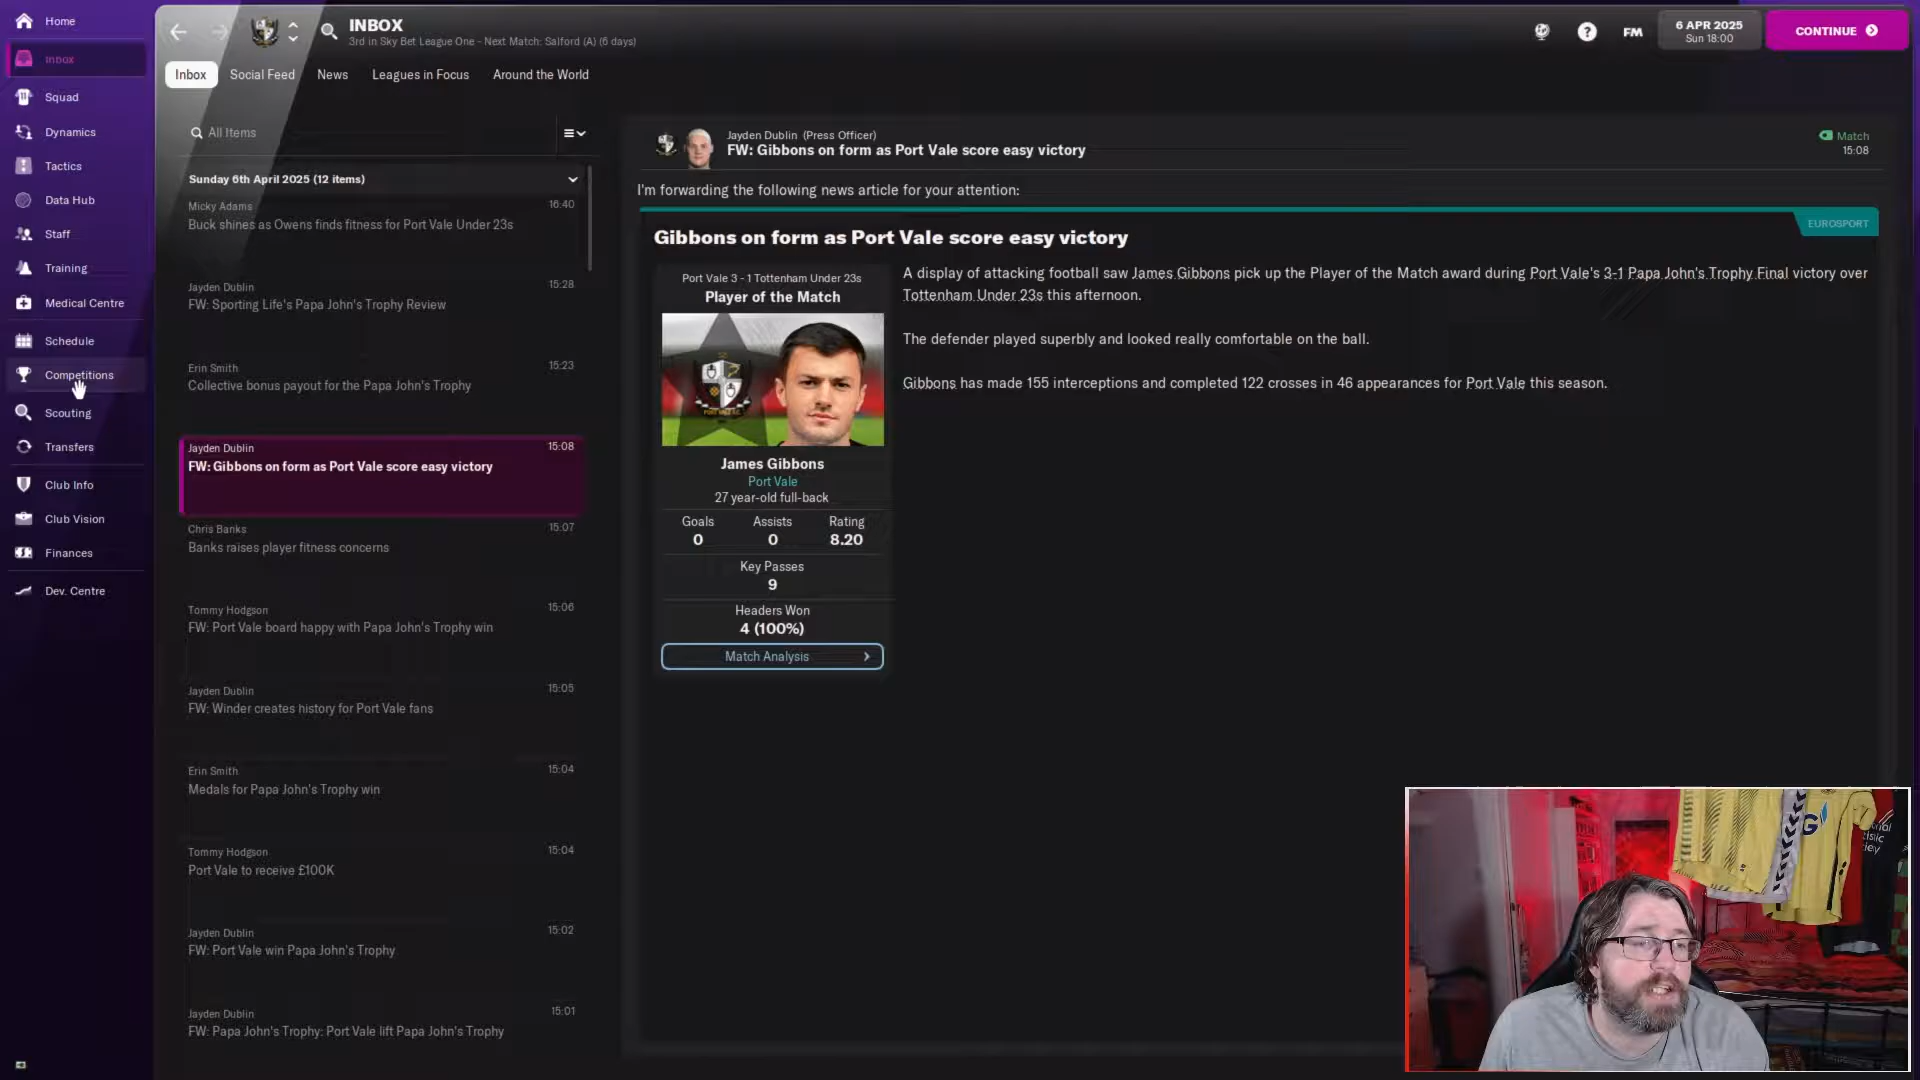 Home
Inbox
Squad
Dynamics
Tactics
Data Hub
Staff
Training
Medical Centre
Schedule
Competitions
Scouting
Transfers
Club Info
Club Vision
Finances
Dev. Centre
INBOX
3rd in Sky Bet League One - Next Match: Salford (A) (6 days)
FM
6 APR 2025
Sun 18:00
CONTINUE
Inbox
Social Feed
News
Leagues in Focus
Around the World
All Items
Sunday 6th April 2025 (12 items)
Micky Adams
16:40
Buck shines as Owens finds fitness for Port Vale Under 23s
Jayden Dublin
15:28
FW: Sporting Life's Papa John's Trophy Review
Erin Smith
15:23
Collective bonus payout for the Papa John's Trophy
Jayden Dublin
15:08
FW: Gibbons on form as Port Vale score easy victory
Chris Banks
15:07
Banks raises player fitness concerns
Tommy Hodgson
15:06
FW: Port Vale board happy with Papa John's Trophy win
Jayden Dublin
15:05
FW: Winder creates history for Port Vale fans
Erin Smith
15:04
Medals for Papa John's Trophy win
Tommy Hodgson
15:04
Port Vale to receive £100K
Jayden Dublin
15:02
FW: Port Vale win Papa John's Trophy
Jayden Dublin
15:01
FW: Papa John's Trophy: Port Vale lift Papa John's Trophy
Jayden Dublin (Press Officer)
FW: Gibbons on form as Port Vale score easy victory
Match
15:08
I'm forwarding the following news article for your attention:
EUROSPORT
Gibbons on form as Port Vale score easy victory
Port Vale 3 - 1 Tottenham Under 23s
Player of the Match
James Gibbons
Port Vale
27 year-old full-back
Goals
Assists
Rating
0
0
8.20
Key Passes
9
Headers Won
4 (100%)
Match Analysis
A display of attacking football saw James Gibbons pick up the Player of the Match award during Port Vale's 3-1 Papa John's Trophy Final victory over
Tottenham Under 23s this afternoon.
The defender played superbly and looked really comfortable on the ball.
Gibbons has made 155 interceptions and completed 122 crosses in 46 appearances for Port Vale this season.